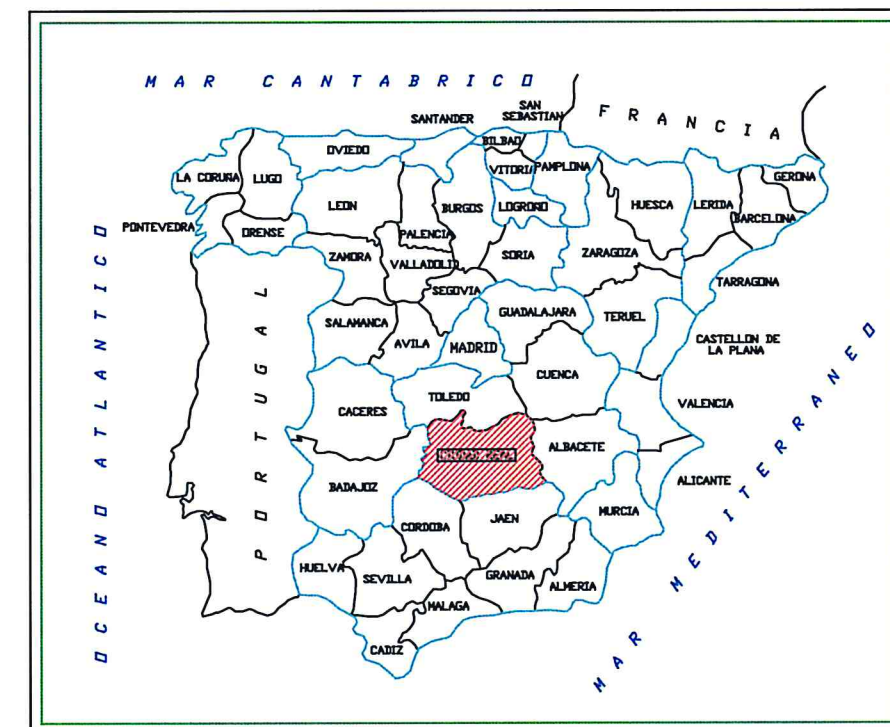 MAR CANTABRICO
FRANCIA
SAN
SEBASTIAN
SANTANDER
BILBAO
OVIEDO
LA CORUÑA
LUGO
VITORIA
PAMPLONA
GERONA
LEON
BURGOS
LOGROÑO
HUESCA
LERIDA
BARCELONA
PONTEVEDRA
ORENSE
PALENCIA
ZAMORA
VALLADOLID
SORIA
ZARAGOZA
TARRAGONA
SEGOVIA
SALAMANCA
AVILA
MADRID
GUADALAJARA
TERUEL
CASTELLON DE
LA PLANA
CUENCA
TOLEDO
CACERES
VALENCIA
ALBACETE
BADAJOZ
ALICANTE
CORDOBA
JAEN
MURCIA
HUELVA
SEVILLA
GRANADA
ALMERIA
MALAGA
CADIZ
PORTUGAL
OCEANO ATLANTICO
MAR MEDITERRANEO